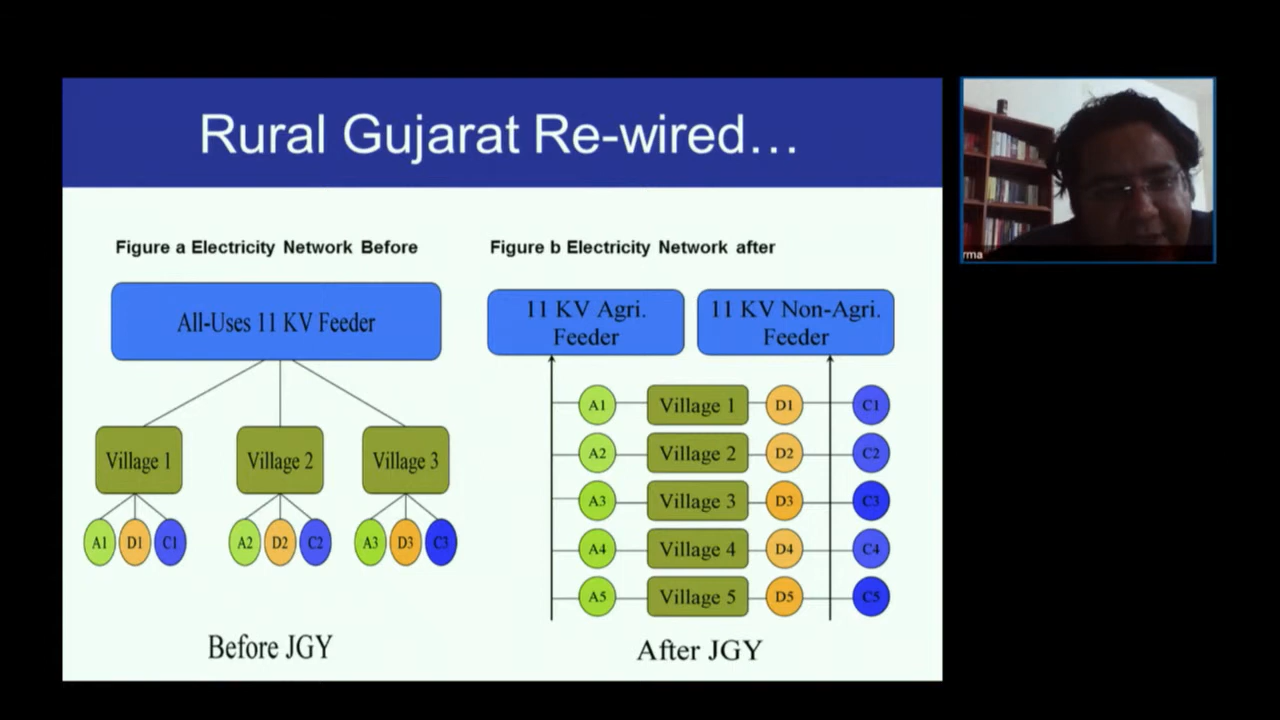 Rural Gujarat Re-wired…
Figure a Electricity Network Before
All-Uses 11 KV Feeder
Village 1
Village 2
Village 3
A1
D1
C1
A2
D2
C2
A3
D3
C3
Before JGY
Figure b Electricity Network after
11 KV Agri.
Feeder
11 KV Non-Agri.
Feeder
A1
Village 1
D1
C1
A2
Village 2
D2
C2
A3
Village 3
D3
C3
A4
Village 4
D4
C4
A5
Village 5
D5
C5
After JGY
rma